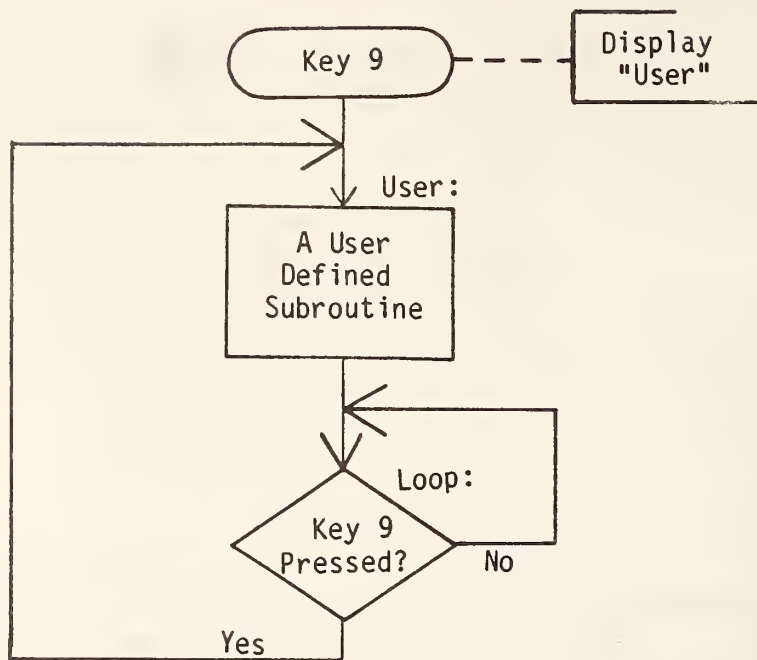 Key 9
Display
"User"
User:
A User
Defined
Subroutine
Loop:
Key 9
Pressed?
No
Yes